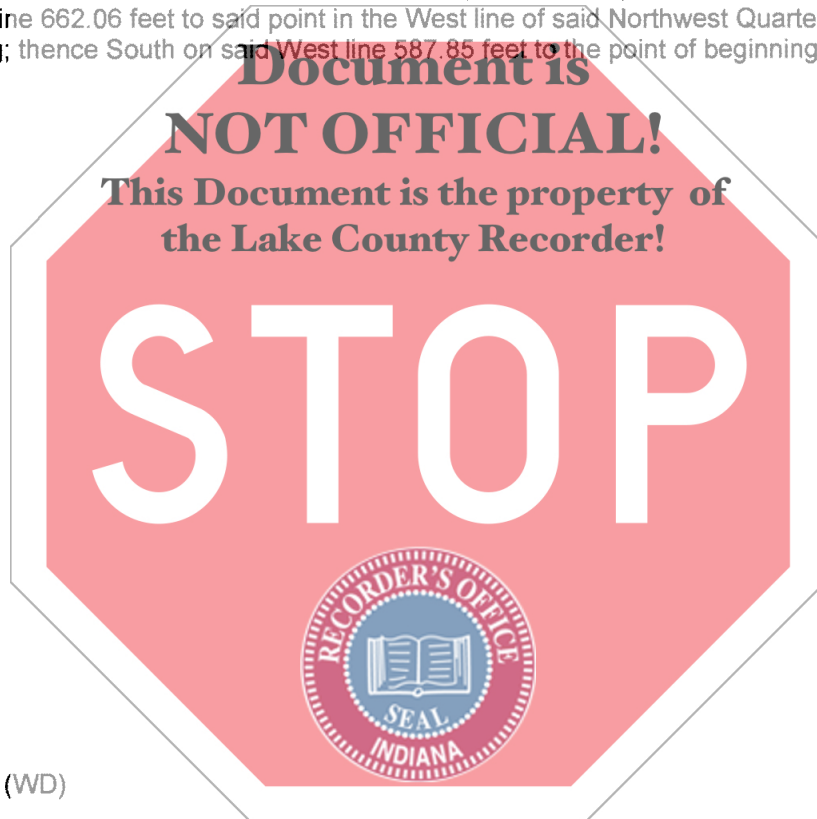 ine 662.06 feet to said point in the West line of said Northwest Quarte
; thence South on said West line 587.85 feet to the point of beginning
Document is
NOT OFFICIAL!
This Document is the property of
the Lake County Recorder!
STOP
RECORDER'S OFFICE
SEAL
INDIANA
(WD)